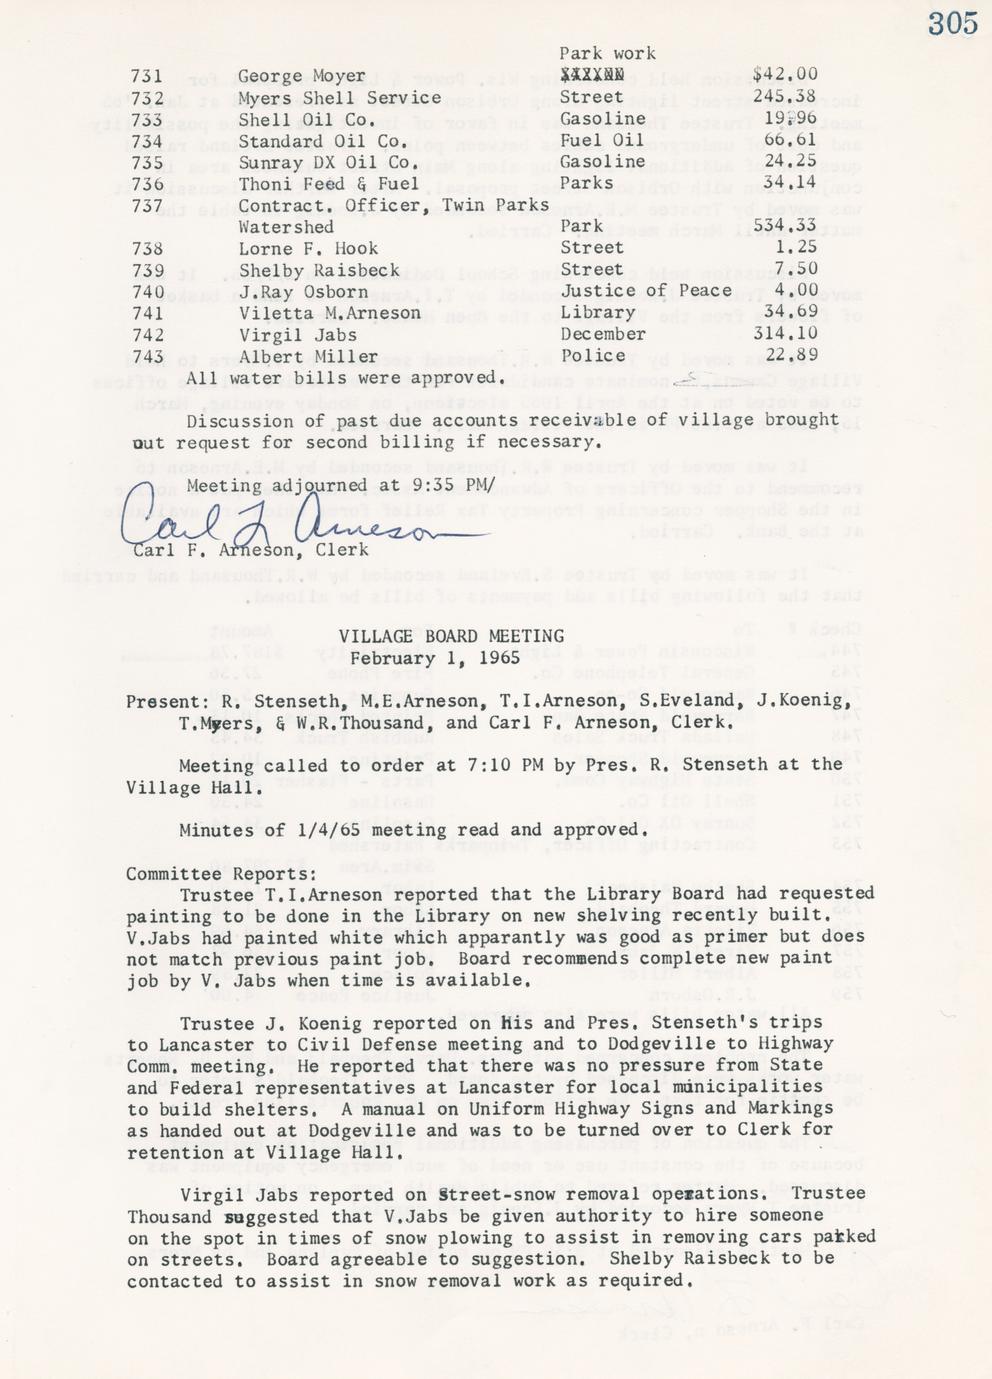 305
Park work
731 George Moyer $42.00
732 Myers Shell Service Street 245.38
733 Shell Oil Co. Gasoline 19.96
734 Standard Oil Co. Fuel Oil 66.61
735 Sunray DX Oil Co. Gasoline 24.25
736 Thoni Feed & Fuel Parks 34.14
737 Contract. Officer, Twin Parks
Watershed Park 534.33
738 Lorne F. Hook Street 1.25
739 Shelby Raisbeck Street 7.50
740 J.Ray Osborn Justice of Peace 4.00
741 Viletta M.Arneson Library 34.69
742 Virgil Jabs December 314.10
743 Albert Miller Police 22.89
All water bills were approved.
Discussion of past due accounts receivable of village brought
out request for second billing if necessary.
Meeting adjourned at 9:35 PM/
Carl F. Arneson
Carl F. Arneson, Clerk
VILLAGE BOARD MEETING
February 1, 1965
Present: R. Stenseth, M.E.Arneson, T.I.Arneson, S.Eveland, J.Koenig,
T.Myers, & W.R.Thousand, and Carl F. Arneson, Clerk.
Meeting called to order at 7:10 PM by Pres. R. Stenseth at the
Village Hall.
Minutes of 1/4/65 meeting read and approved.
Committee Reports:
Trustee T.I.Arneson reported that the Library Board had requested
painting to be done in the Library on new shelving recently built.
V.Jabs had painted white which apparantly was good as primer but does
not match previous paint job. Board recommends complete new paint
job by V. Jabs when time is available.
Trustee J. Koenig reported on His and Pres. Stenseth's trips
to Lancaster to Civil Defense meeting and to Dodgeville to Highway
Comm. meeting. He reported that there was no pressure from State
and Federal representatives at Lancaster for local municipalities
to build shelters. A manual on Uniform Highway Signs and Markings
as handed out at Dodgeville and was to be turned over to Clerk for
retention at Village Hall.
Virgil Jabs reported on Street-snow removal operations. Trustee
Thousand suggested that V.Jabs be given authority to hire someone
on the spot in times of snow plowing to assist in removing cars parked
on streets. Board agreeable to suggestion. Shelby Raisbeck to be
contacted to assist in snow removal work as required.